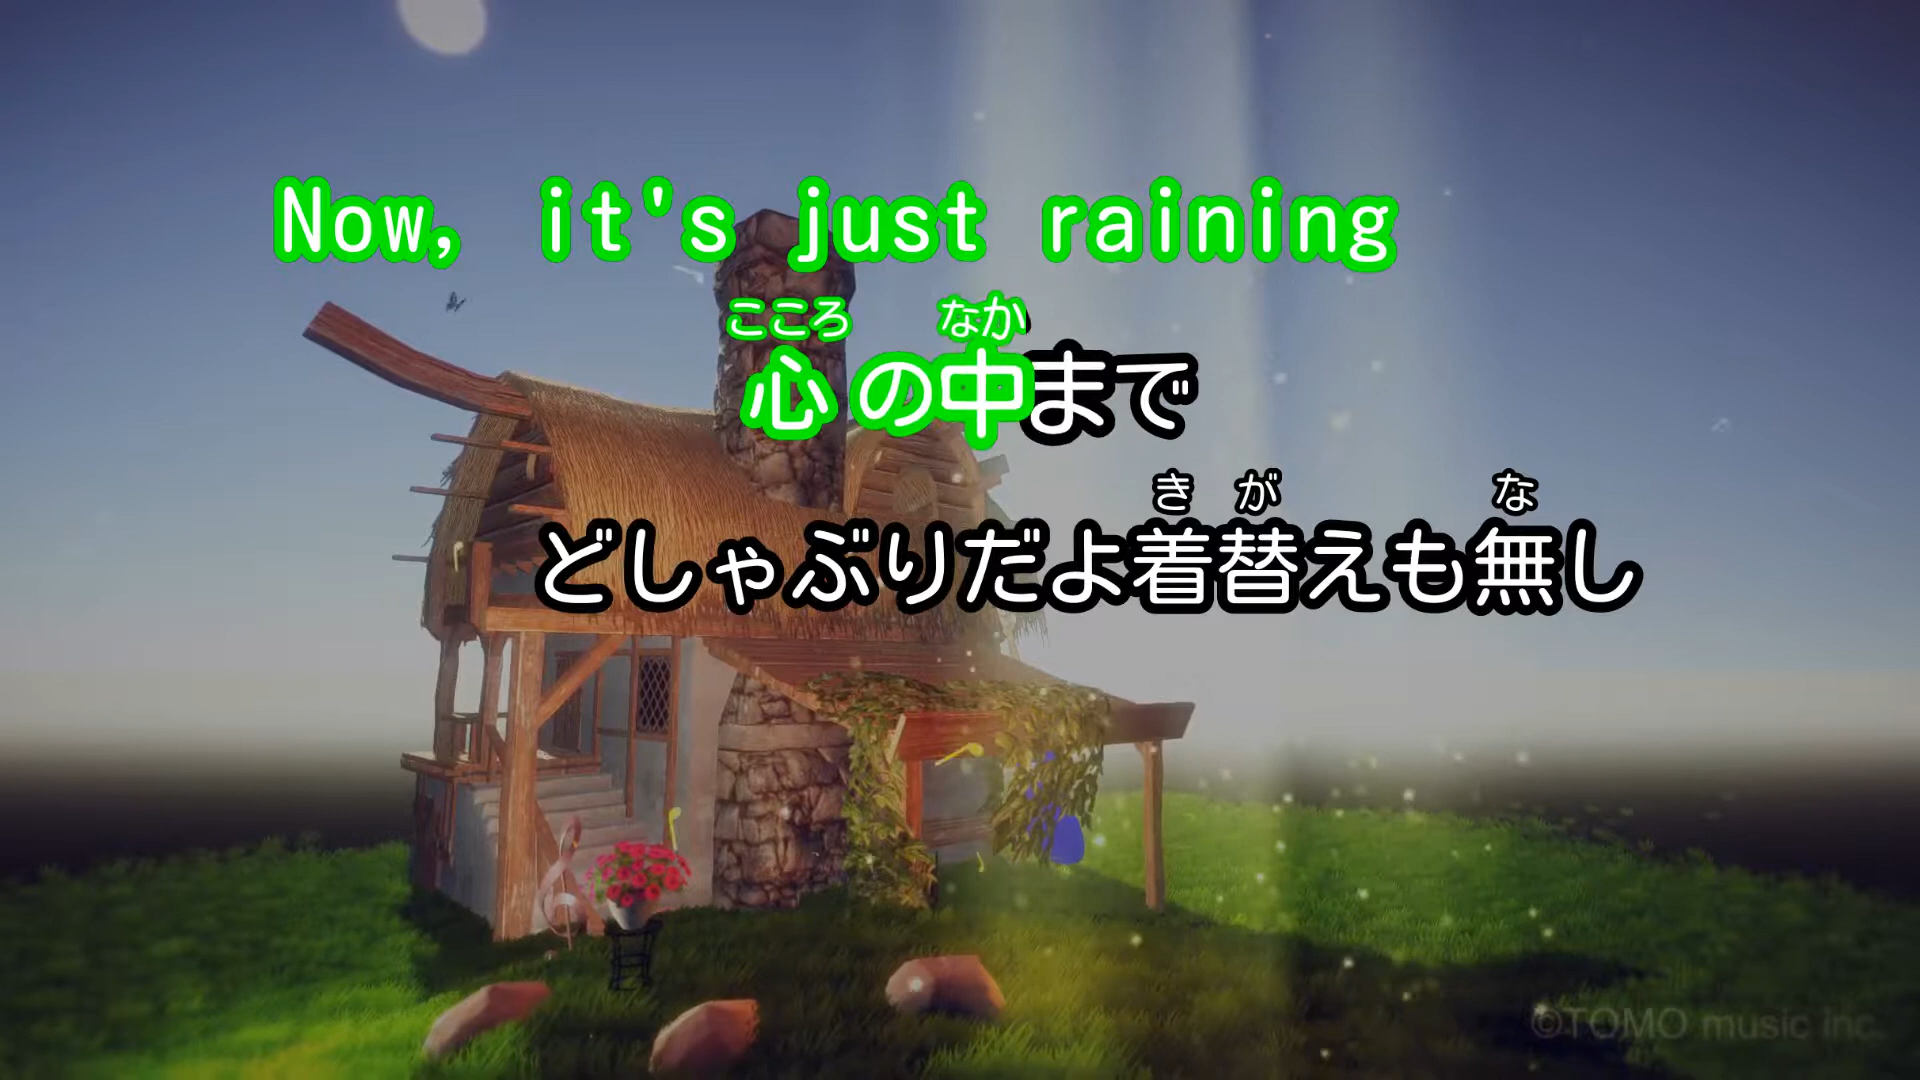 Now, it's just raining
こころ なか
心の中まで
き が な
どしゃぶりだよ着替えも無し
©TOMO music inc.